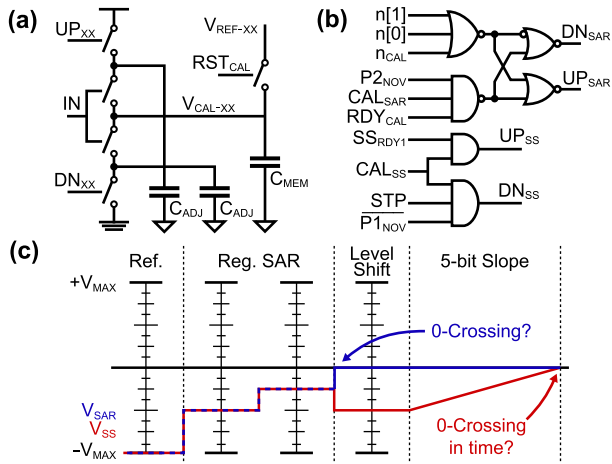 (a)
UP_XX
V_REF-XX
RST_CAL
IN
V_CAL-XX
DN_XX
C_ADJ
C_ADJ
C_MEM
(b)
n[1]
n[0]
n_CAL
DN_SAR
P2_NOV
CAL_SAR
RDY_CAL
UP_SAR
SS_RDY1
UP_SS
CAL_SS
STP
DN_SS
P1_NOV
(c)
Ref.
Reg. SAR
Level
Shift
5-bit Slope
+V_MAX
0-Crossing?
V_SAR
V_SS
-V_MAX
0-Crossing
in time?